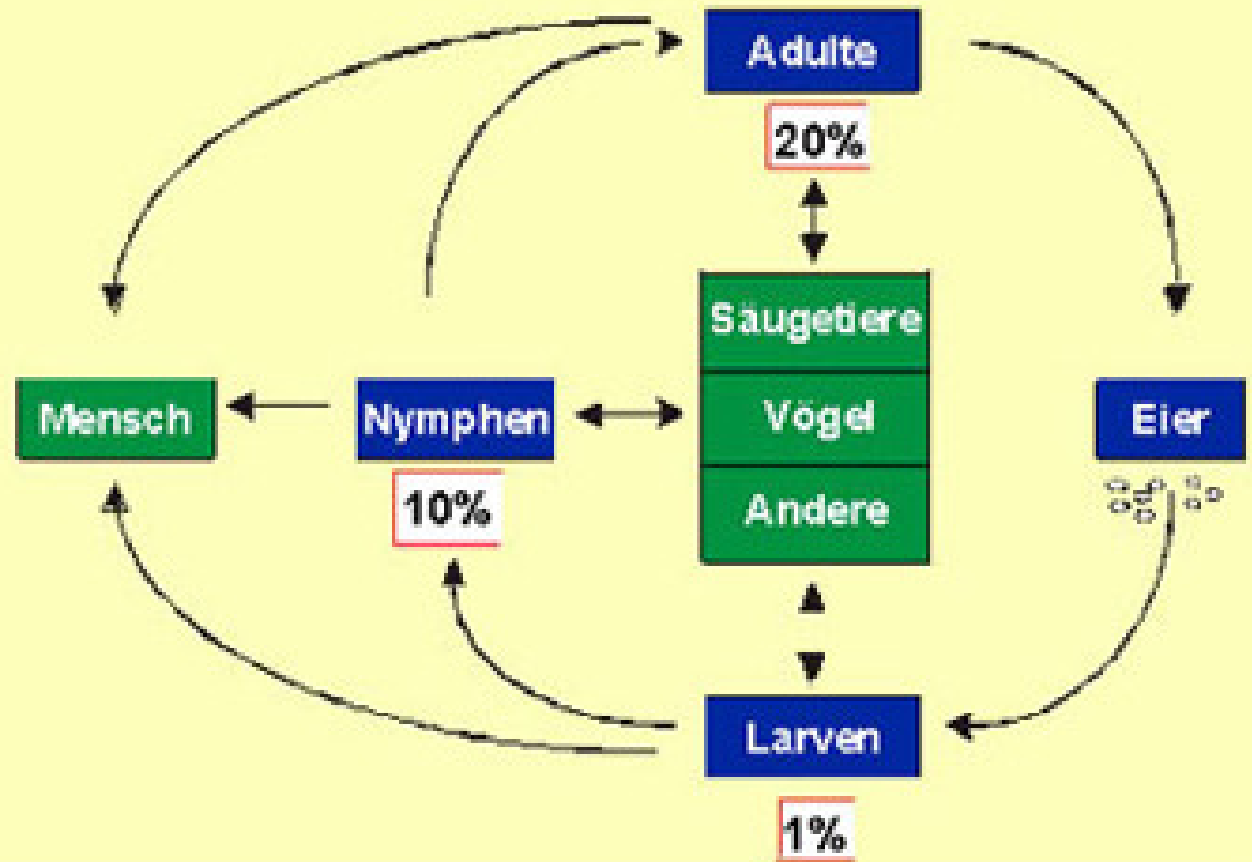 Adulte
20%
Säugetiere
Mensch
Nymphen
Vögel
Eier
10%
Andere
Larven
1%